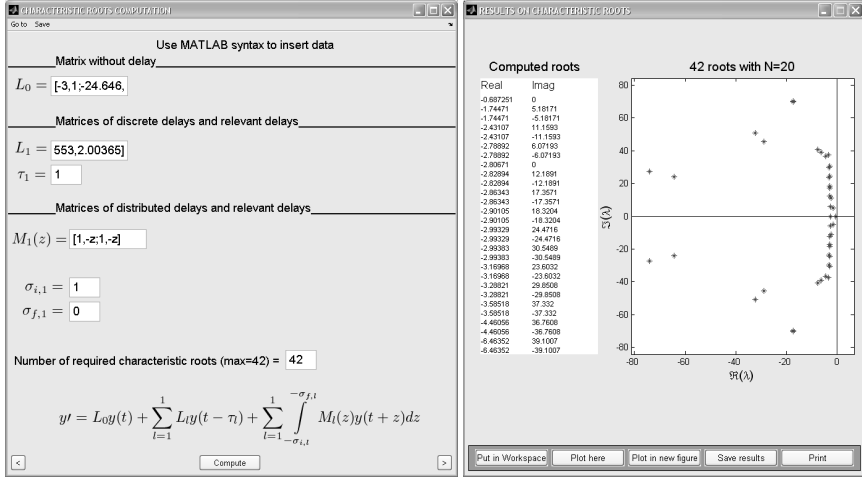 CHARACTERISTIC ROOTS COMPUTATION
Go to Save
Use MATLAB syntax to insert data
Matrix without delay
L₀ = [-3,1;-24.646,
Matrices of discrete delays and relevant delays
L₁ = 553,2.00365]
τ₁ = 1
Matrices of distributed delays and relevant delays
M₁(z) = [1,-z;1,-z]
σi,1 = 1
σf,1 = 0
Number of required characteristic roots (max=42) = 42
y′ = L₀y(t) + ∑_{l=1}^{1} L_l y(t − τ_l) + ∑_{l=1}^{1} ∫_{−σi,l}^{−σf,l} M_l(z)y(t + z)dz
< Compute >
RESULTS ON CHARACTERISTIC ROOTS
Computed roots
Real Imag
-0.687251 0
-1.74471 5.18171
-1.74471 -5.18171
-2.43107 11.1593
-2.43107 -11.1593
-2.78892 6.07193
-2.78892 -6.07193
-2.80671 0
-2.82894 12.1891
-2.82894 -12.1891
-2.86343 17.3571
-2.86343 -17.3571
-2.90105 18.3204
-2.90105 -18.3204
-2.99329 24.4716
-2.99329 -24.4716
-2.99383 30.5489
-2.99383 -30.5489
-3.16968 23.6032
-3.16968 -23.6032
-3.28821 29.8508
-3.28821 -29.8508
-3.58518 37.332
-3.58518 -37.332
-4.46056 36.7608
-4.46056 -36.7608
-6.46352 39.1007
-6.46352 -39.1007
42 roots with N=20
80
60
40
20
0
-20
-40
-60
-80
ℑ(λ)
-80 -60 -40 -20 0
ℜ(λ)
Put in Workspace Plot here Plot in new figure Save results Print